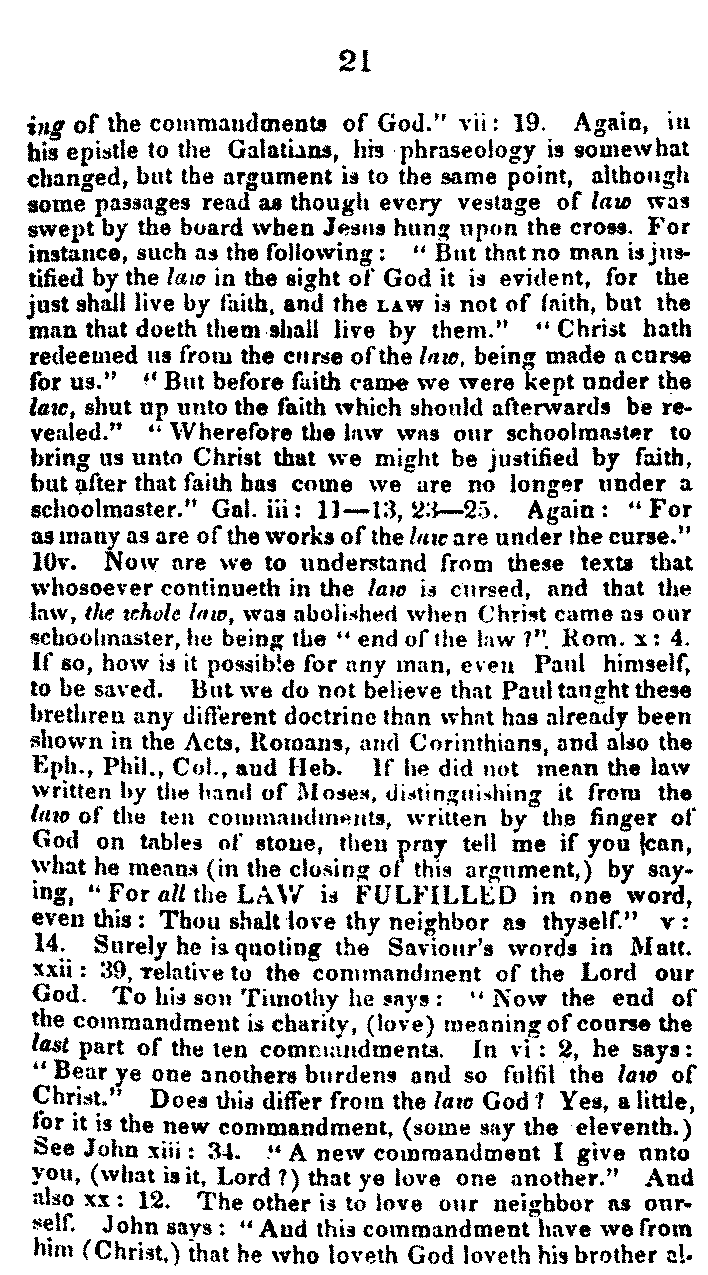 21
ing of the commandments of God." vii: 19. Again, in
his epistle to the Galatians, his phraseology is somewhat
changed, but the argument is to the same point, although
some passages read as though every vestage of law was
swept by the board when Jesus hung upon the cross. For
instance, such as the following: "But that no man is jus-
tified by the law in the sight of God it is evident, for the
just shall live by faith, and the LAW is not of faith, but the
man that doeth them shall live by them." "Christ hath
redeemed us from the curse of the law, being made a curse
for us." "But before faith came we were kept under the
law, shut up unto the faith which should afterwards be re-
vealed." "Wherefore the law was our schoolmaster to
bring us unto Christ that we might be justified by faith,
but after that faith has come we are no longer under a
schoolmaster." Gal. iii: 11—13, 23—25. Again: "For
as many as are of the works of the law are under the curse."
10v. Now are we to understand from these texts that
whosoever continueth in the law is cursed, and that the
law, the whole law, was abolished when Christ came as our
schoolmaster, he being the "end of the law?". Rom. x: 4.
If so, how is it possible for any man, even Paul himself,
to be saved. But we do not believe that Paul taught these
brethren any different doctrine than what has already been
shown in the Acts, Romans, and Corinthians, and also the
Eph., Phil., Col., and Heb. If he did not mean the law
written by the hand of Moses, distinguishing it from the
law of the ten commandments, written by the finger of
God on tables of stone, then pray tell me if you can,
what he means (in the closing of this argument,) by say-
ing, "For all the LAW is FULFILLED in one word,
even this: Thou shalt love thy neighbor as thyself." v:
14. Surely he is quoting the Saviour's words in Matt.
xxii: 39, relative to the commandment of the Lord our
God. To his son Timothy he says: "Now the end of
the commandment is charity, (love) meaning of course the
last part of the ten commandments. In vi: 2, he says:
"Bear ye one anothers burdens and so fulfil the law of
Christ." Does this differ from the law God? Yes, a little,
for it is the new commandment, (some say the eleventh.)
See John xiii: 34. "A new commandment I give unto
you, (what is it, Lord?) that ye love one another." And
also xx: 12. The other is to love our neighbor as our-
self. John says: "And this commandment have we from
him (Christ,) that he who loveth God loveth his brother al-